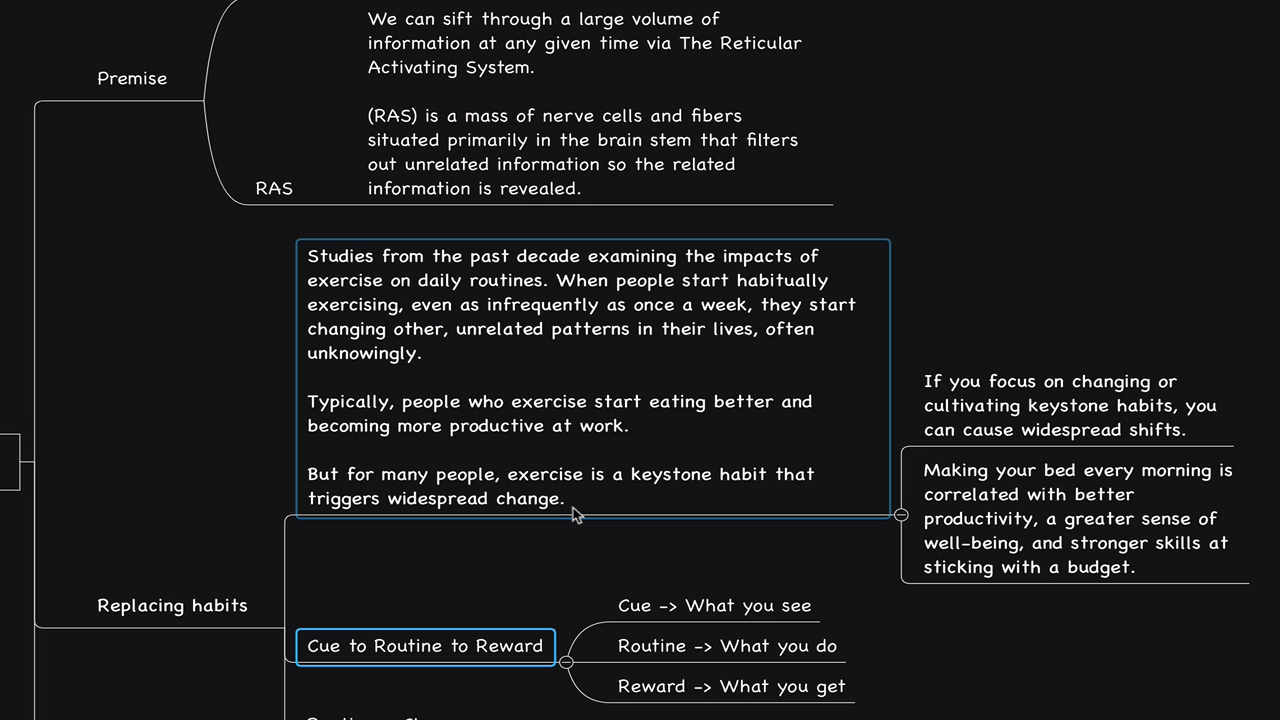 We can sift through a large volume of
information at any given time via The Reticular
Activating System.
Premise
(RAS) is a mass of nerve cells and fibers
situated primarily in the brain stem that filters
out unrelated information so the related
information is revealed.
RAS
Studies from the past decade examining the impacts of
exercise on daily routines. When people start habitually
exercising, even as infrequently as once a week, they start
changing other, unrelated patterns in their lives, often
unknowingly.
Typically, people who exercise start eating better and
becoming more productive at work.
But for many people, exercise is a keystone habit that
triggers widespread change.
If you focus on changing or
cultivating keystone habits, you
can cause widespread shifts.
Making your bed every morning is
correlated with better
productivity, a greater sense of
well-being, and stronger skills at
sticking with a budget.
Replacing habits
Cue to Routine to Reward
Cue -> What you see
Routine -> What you do
Reward -> What you get